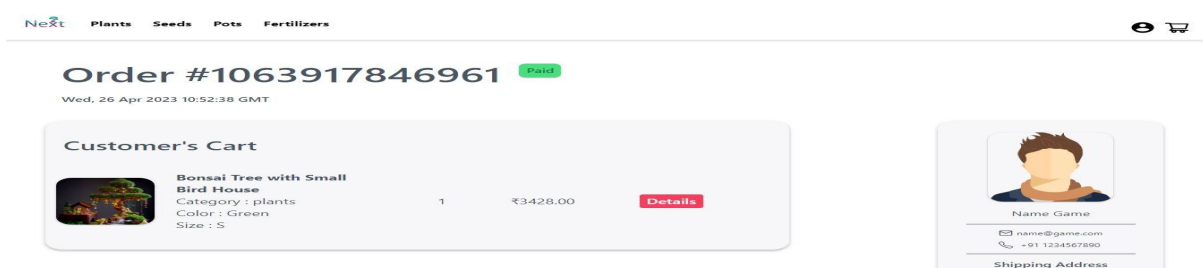 Next
Plants Seeds Pots Fertilizers
Order #1063917846961 Paid
Wed, 26 Apr 2023 10:52:38 GMT
Customer's Cart
Bonsai Tree with Small
Bird House
Category : plants
Color : Green
Size : S
1 ₹3428.00 Details
Name Game
name@game.com
+91 1234567890
Shipping Address